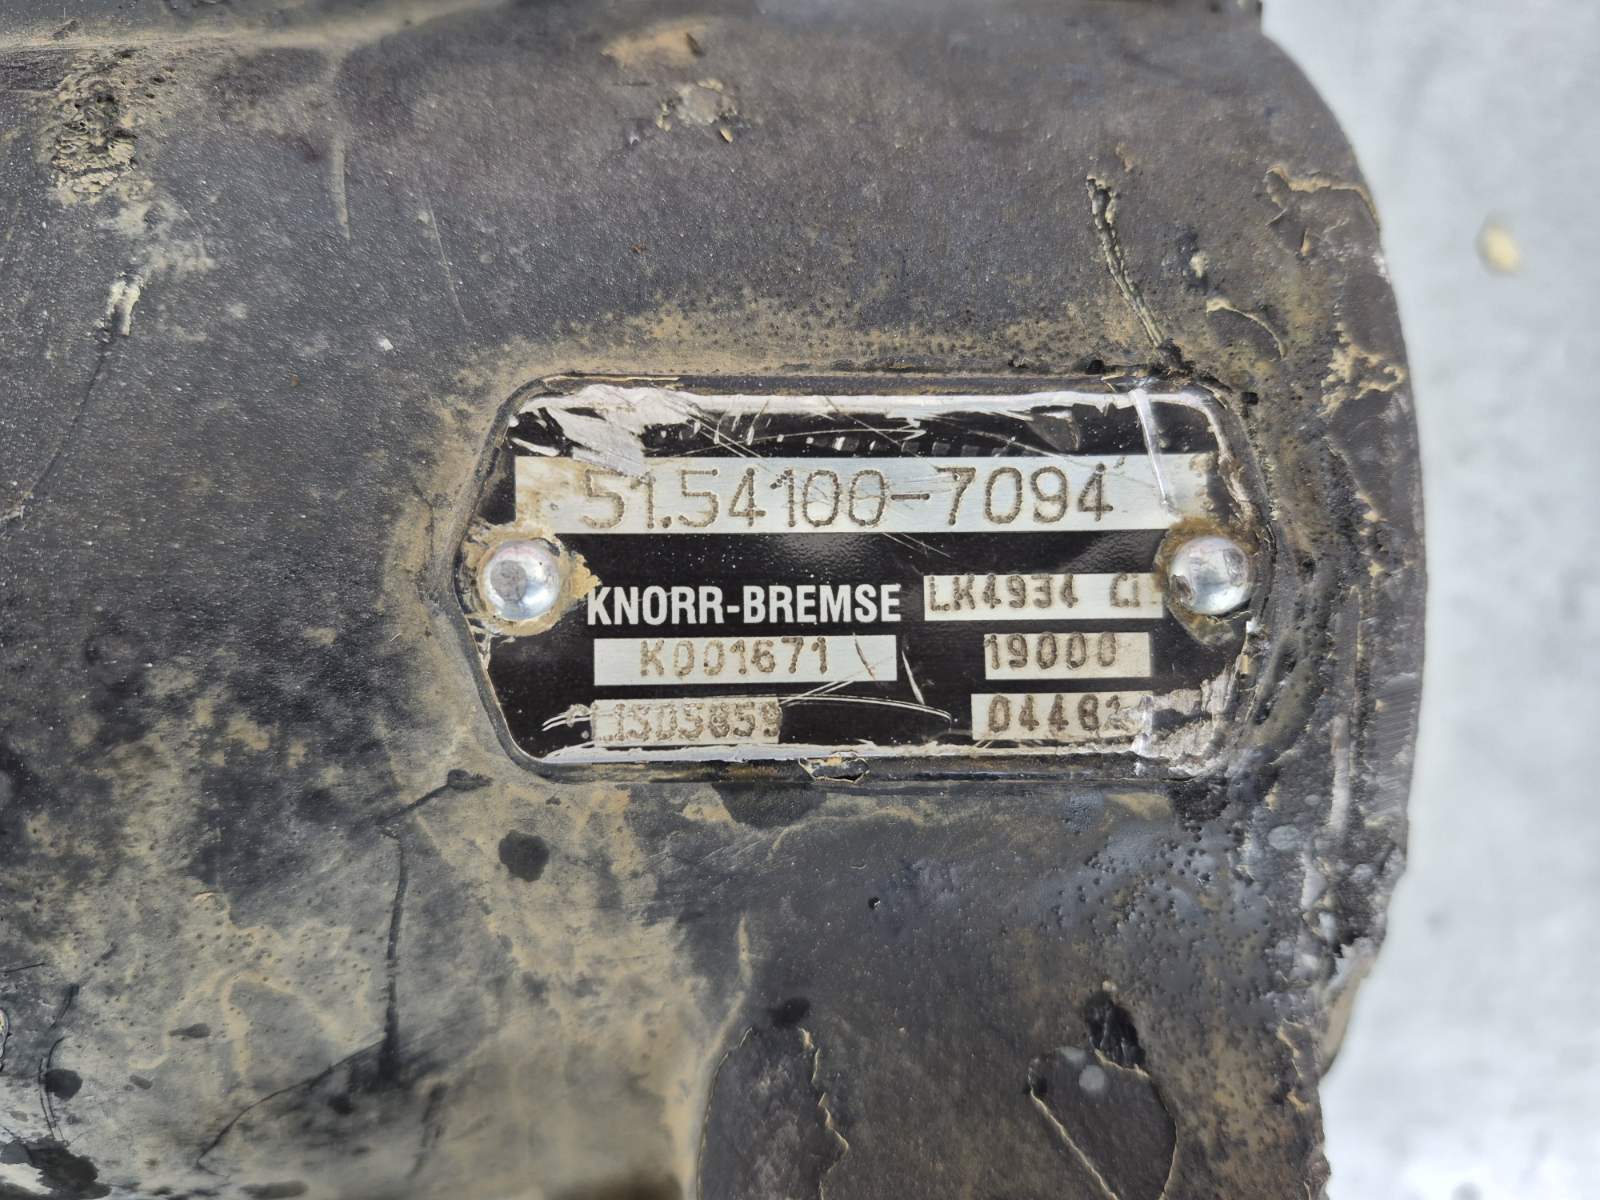 51.54100-7094
KNORR-BREMSE LK4934
K001671 19000